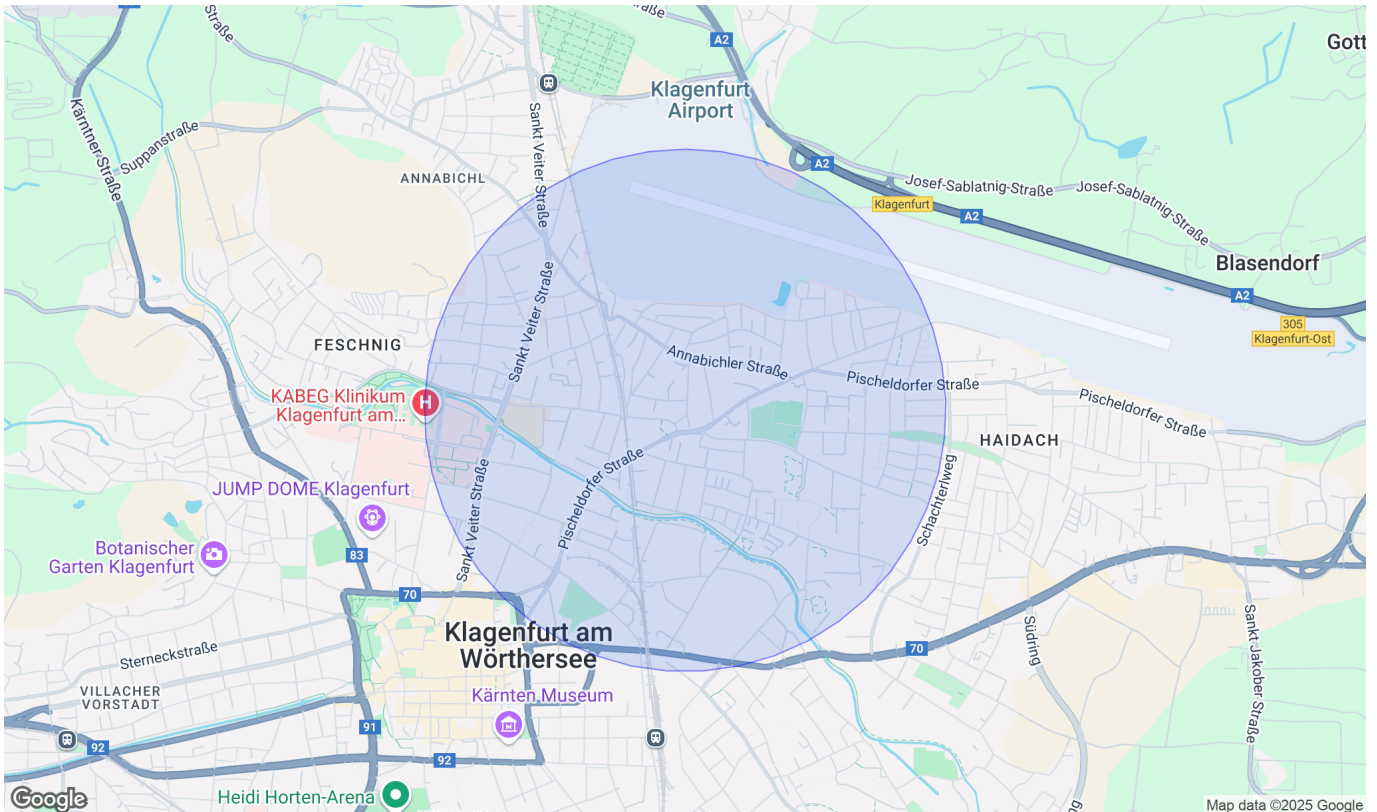 Straße
raße
A2
Gott
Klagenfurt
Airport
Kärntner Straße
Suppanstraße
Sankt Veiter Straße
ANNABICHL
A2
Josef-Sablatnig-Straße
Josef-Sablatnig-Straße
Klagenfurt
A2
Blasendorf
A2
305
Klagenfurt-Ost
FESCHNIG
Sankt Veiter Straße
Annabichler Straße
Pischeldorfer Straße
Pischeldorfer Straße
KABEG Klinikum
Klagenfurt am...
H
HAIDACH
Pischeldorfer Straße
Schachterlweg
JUMP DOME Klagenfurt
Sankt Veiter Straße
Botanischer
Garten Klagenfurt
83
70
Klagenfurt am
Wörthersee
70
Südring
Sankt-Jakober-Straße
Sterneckstraße
VILLACHER
VORSTADT
Kärnten Museum
M
91
92
92
Heidi Horten-Arena
Google
Map data ©2025 Google